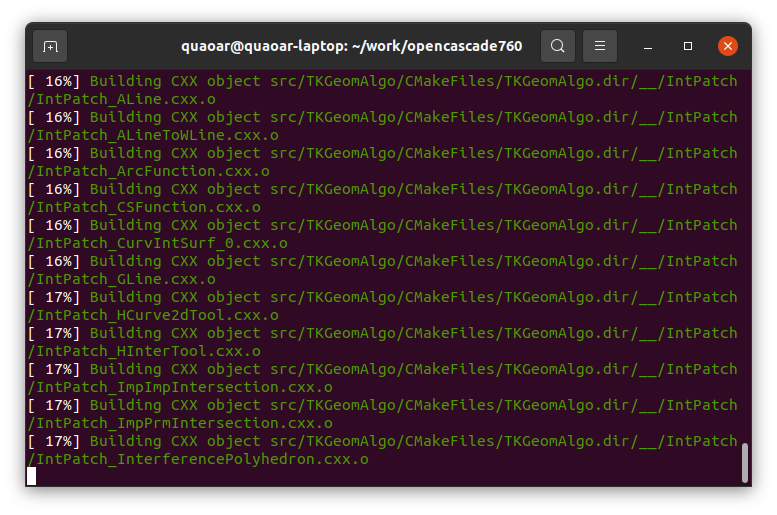 quaoar@quaoar-laptop: ~/work/opencascade760
[ 16%] Building CXX object src/TKGeomAlgo/CMakeFiles/TKGeomAlgo.dir/__/IntPatch
/IntPatch_ALine.cxx.o
[ 16%] Building CXX object src/TKGeomAlgo/CMakeFiles/TKGeomAlgo.dir/__/IntPatch
/IntPatch_ALineToWLine.cxx.o
[ 16%] Building CXX object src/TKGeomAlgo/CMakeFiles/TKGeomAlgo.dir/__/IntPatch
/IntPatch_ArcFunction.cxx.o
[ 16%] Building CXX object src/TKGeomAlgo/CMakeFiles/TKGeomAlgo.dir/__/IntPatch
/IntPatch_CSFunction.cxx.o
[ 16%] Building CXX object src/TKGeomAlgo/CMakeFiles/TKGeomAlgo.dir/__/IntPatch
/IntPatch_CurvIntSurf_0.cxx.o
[ 16%] Building CXX object src/TKGeomAlgo/CMakeFiles/TKGeomAlgo.dir/__/IntPatch
/IntPatch_GLine.cxx.o
[ 17%] Building CXX object src/TKGeomAlgo/CMakeFiles/TKGeomAlgo.dir/__/IntPatch
/IntPatch_HCurve2dTool.cxx.o
[ 17%] Building CXX object src/TKGeomAlgo/CMakeFiles/TKGeomAlgo.dir/__/IntPatch
/IntPatch_HInterTool.cxx.o
[ 17%] Building CXX object src/TKGeomAlgo/CMakeFiles/TKGeomAlgo.dir/__/IntPatch
/IntPatch_ImpImpIntersection.cxx.o
[ 17%] Building CXX object src/TKGeomAlgo/CMakeFiles/TKGeomAlgo.dir/__/IntPatch
/IntPatch_ImpPrmIntersection.cxx.o
[ 17%] Building CXX object src/TKGeomAlgo/CMakeFiles/TKGeomAlgo.dir/__/IntPatch
/IntPatch_InterferencePolyhedron.cxx.o